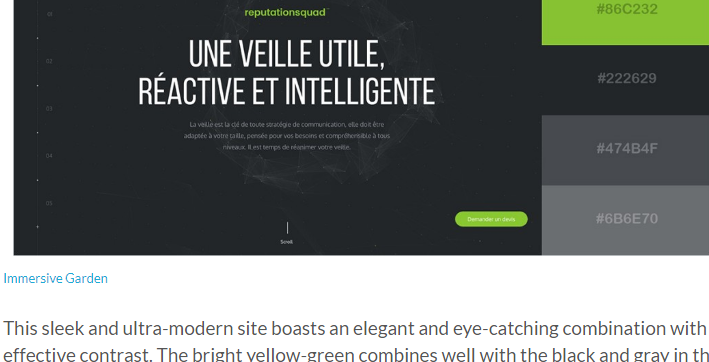 reputationsquad
#86C232
01
UNE VEILLE UTILE,
RÉACTIVE ET INTELLIGENTE
02
#222629
03
La veille est la clé de toute stratégie de communication, elle doit être
adaptée à votre taille, pensée pour vos besoins et compréhensible à tous
niveaux. Il est temps de réanimer votre veille.
04
#474B4F
05
Demander un devis
#6B6E70
Scroll
Immersive Garden
This sleek and ultra-modern site boasts an elegant and eye-catching combination with
effective contrast. The bright yellow-green combines well with the black and gray in th